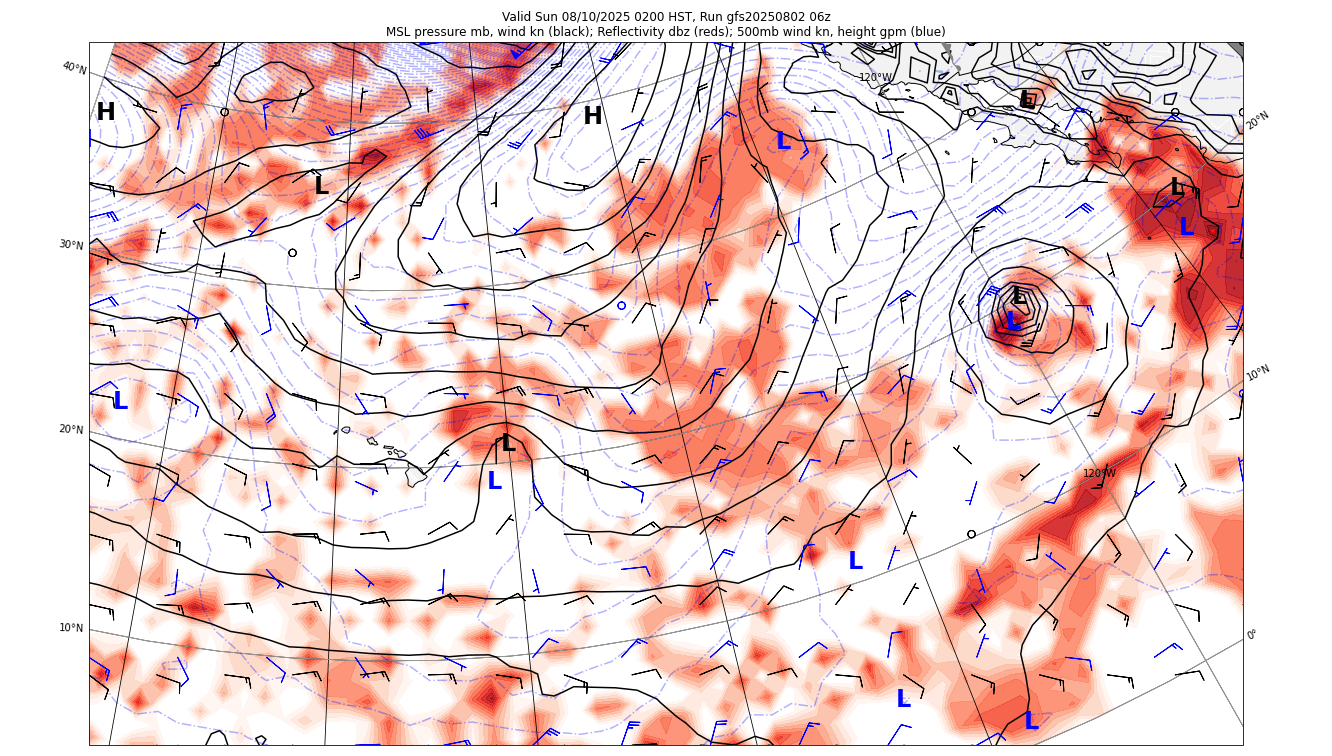 Valid Sun 08/10/2025 0200 HST, Run gfs20250802 06z
MSL pressure mb, wind kn (black); Reflectivity dbz (reds); 500mb wind kn, height gpm (blue)
40°N
120°W
L
20°N
H
H
L
L
L
L
30°N
L
L
10°N
L
20°N
L
L
120°W
L
10°N
0°
L
L